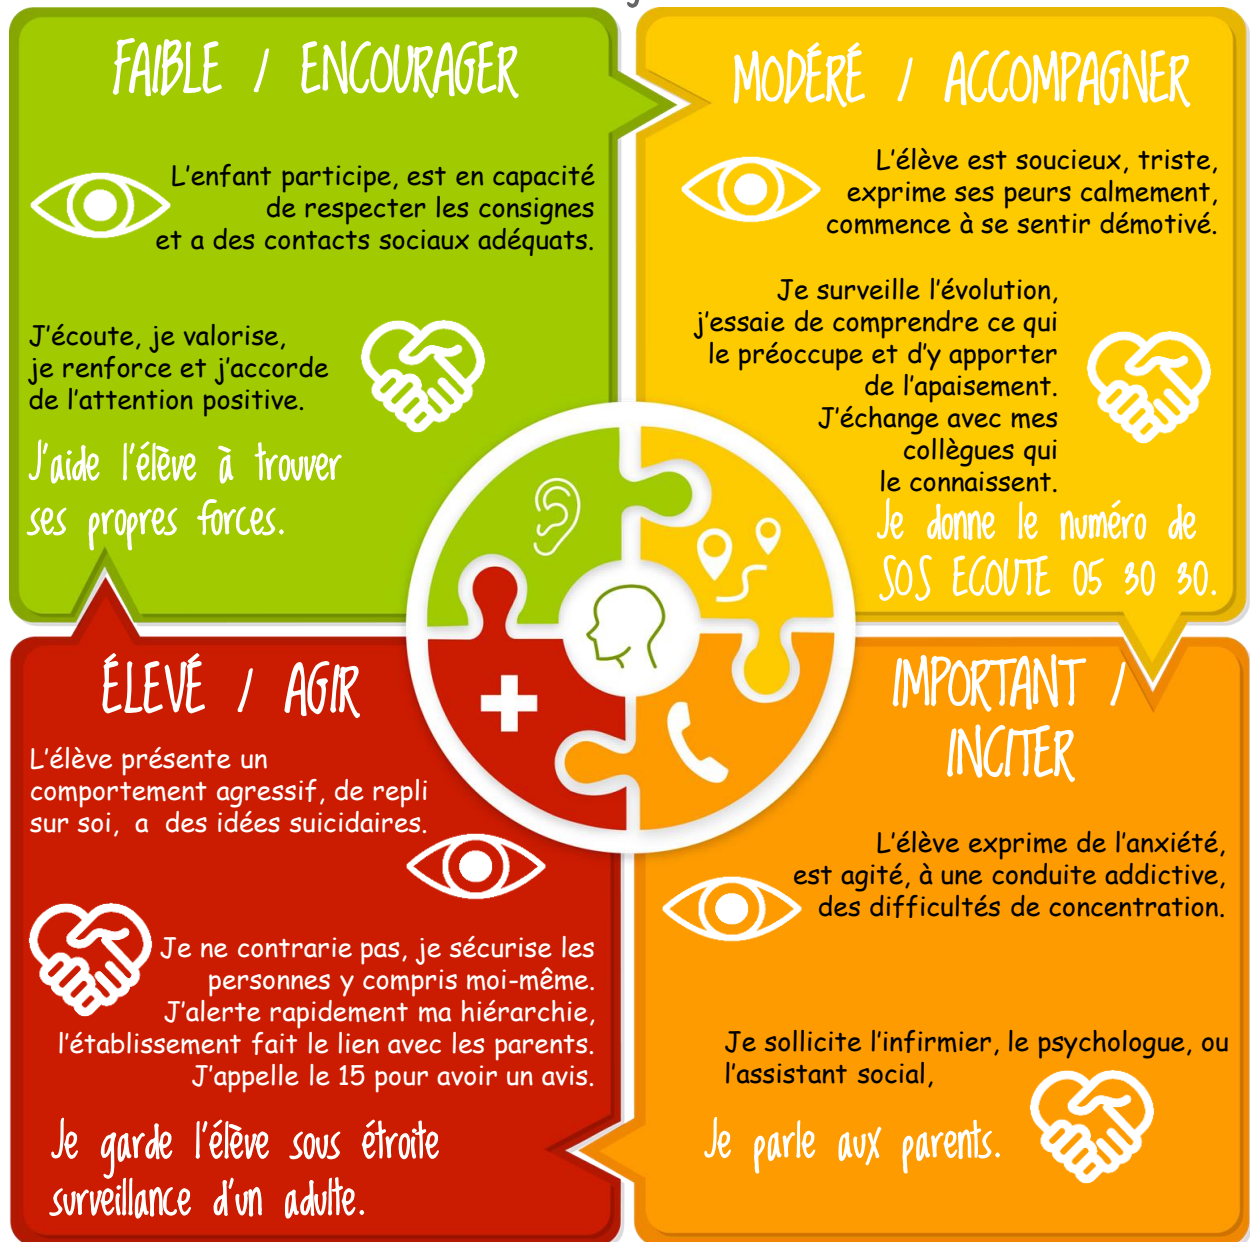 FAIBLE / ENCOURAGER
L'enfant participe, est en capacité
de respecter les consignes
et a des contacts sociaux adéquats.
J'écoute, je valorise,
je renforce et j'accorde
de l'attention positive.
J'aide l'élève à trouver
ses propres forces.
MODÉRÉ / ACCOMPAGNER
L'élève est soucieux, triste,
exprime ses peurs calmement,
commence à se sentir démotivé.
Je surveille l'évolution,
j'essaie de comprendre ce qui
le préoccupe et d'y apporter
de l'apaisement.
J'échange avec mes
collègues qui
le connaissent.
Je donne le numéro de
SOS ECOUTE 05 30 30.
IMPORTANT /
INCITER
L'élève exprime de l'anxiété,
est agité, à une conduite addictive,
des difficultés de concentration.
Je sollicite l'infirmier, le psychologue, ou
l'assistant social,
Je parle aux parents.
ÉLEVÉ / AGIR
L'élève présente un
comportement agressif, de repli
sur soi, a des idées suicidaires.
Je ne contrarie pas, je sécurise les
personnes y compris moi-même.
J'alerte rapidement ma hiérarchie,
l'établissement fait le lien avec les parents.
J'appelle le 15 pour avoir un avis.
Je garde l'élève sous étroite
surveillance d'un adulte.